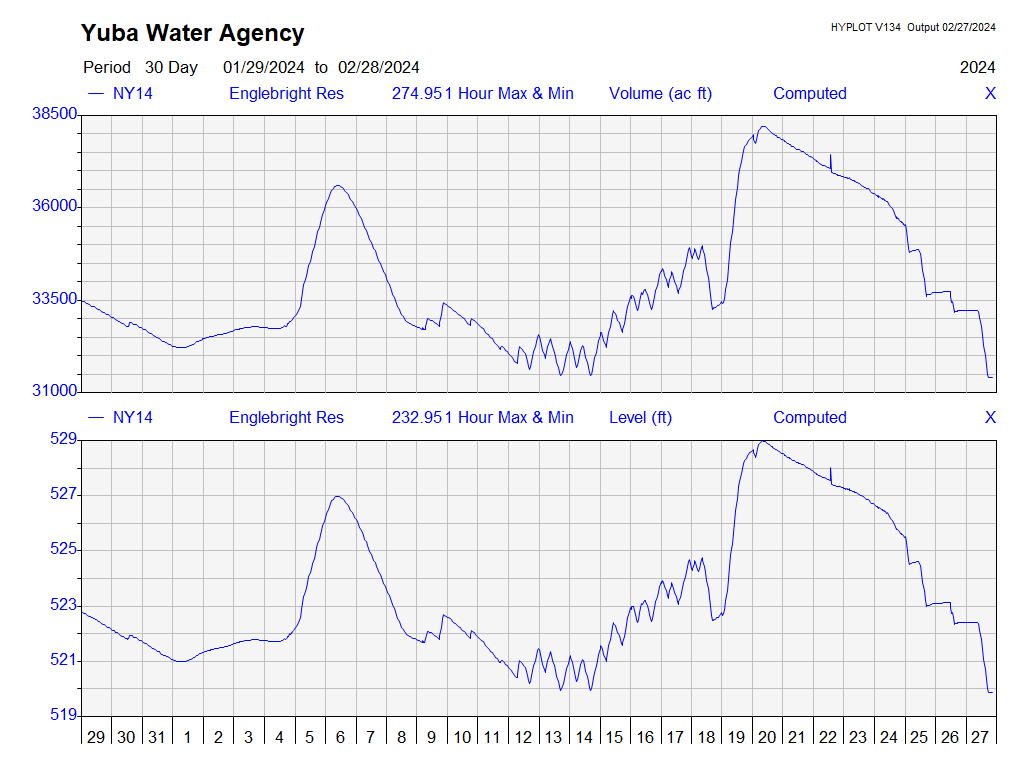 Yuba Water Agency
HYPLOT V134 Output 02/27/2024
Period 30 Day 01/29/2024 to 02/28/2024 2024
NY14 Englebright Res 274.951 Hour Max & Min Volume (ac ft) Computed X
38500
36000
33500
31000
NY14 Englebright Res 232.951 Hour Max & Min Level (ft) Computed X
529
527
525
523
521
519
29 30 31 1 2 3 4 5 6 7 8 9 10 11 12 13 14 15 16 17 18 19 20 21 22 23 24 25 26 27